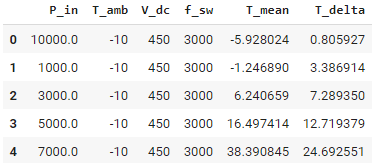 P_in T_amb V_dc f_sw T_mean T_delta
0 10000.0 -10 450 3000 -5.928024 0.805927
1 1000.0 -10 450 3000 -1.246890 3.386914
2 3000.0 -10 450 3000 6.240659 7.289350
3 5000.0 -10 450 3000 16.497414 12.719379
4 7000.0 -10 450 3000 38.390845 24.692551